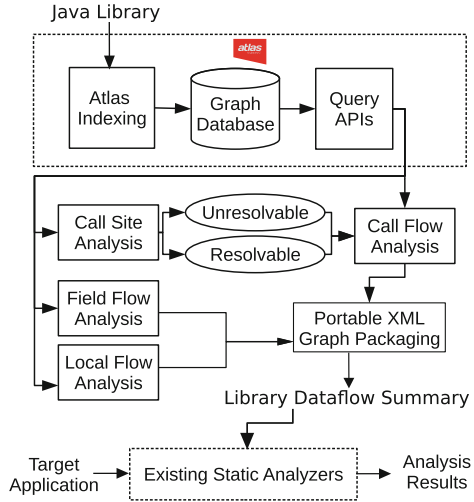 Java Library
atlas
Atlas
Indexing
Graph
Database
Query
APIs
Call Site
Analysis
Unresolvable
Resolvable
Call Flow
Analysis
Field Flow
Analysis
Local Flow
Analysis
Portable XML
Graph Packaging
Library Dataflow Summary
Target
Application
Existing Static Analyzers
Analysis
Results